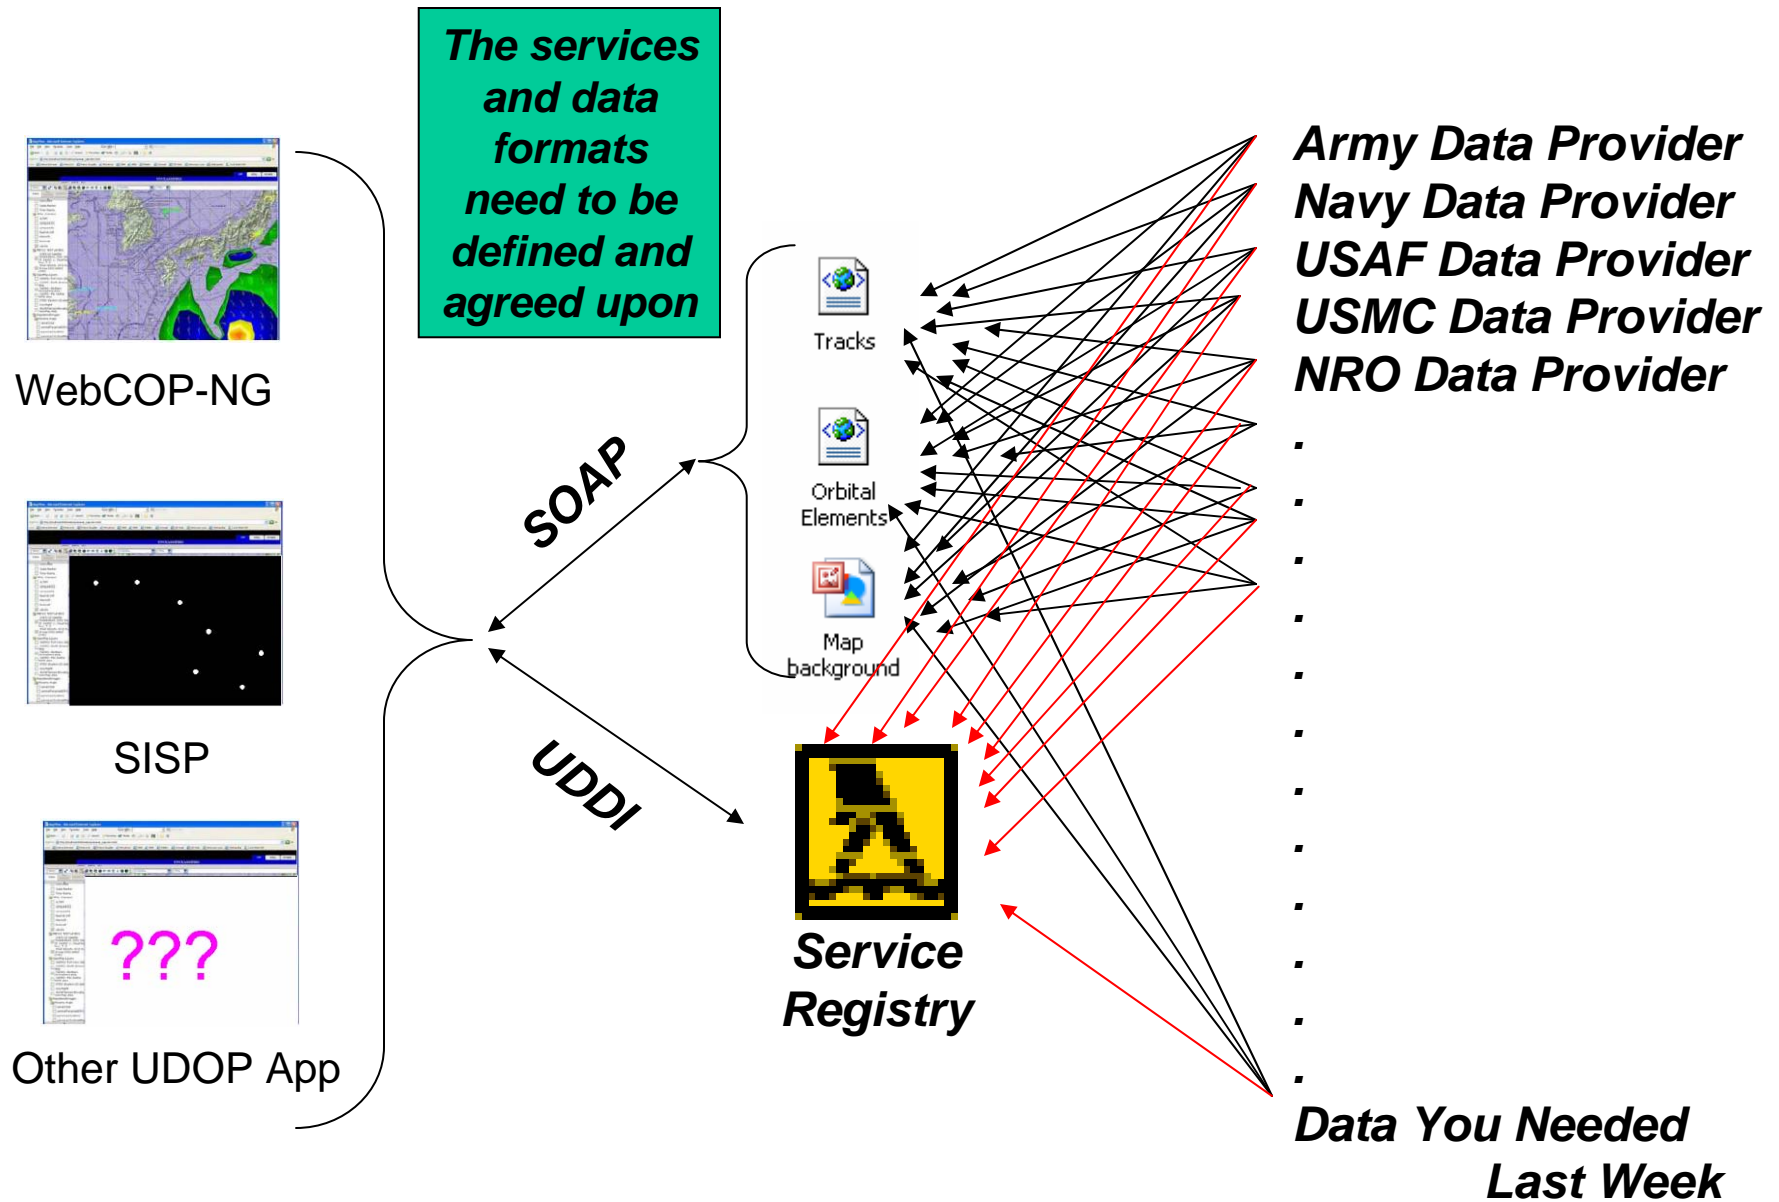 The services
and data
formats
need to be
defined and
agreed upon
WebCOP-NG
SISP
???
Other UDOP App
SOAP
UDDI
Tracks
Orbital
Elements
Map
background
Service
Registry
Army Data Provider
Navy Data Provider
USAF Data Provider
USMC Data Provider
NRO Data Provider
.
.
.
.
.
.
.
.
.
.
.
.
Data You Needed
Last Week